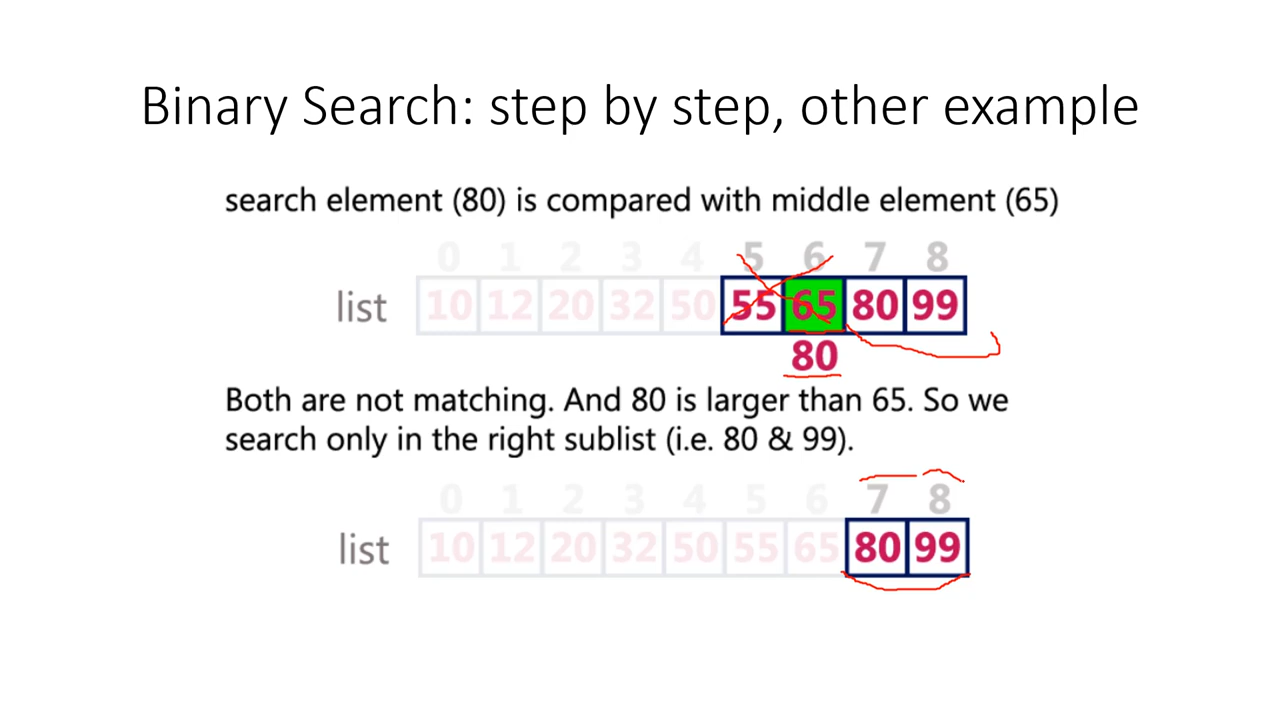 Binary Search: step by step, other example
search element (80) is compared with middle element (65)
0 1 2 3 4 5 6 7 8
list 10 12 20 32 50 55 65 80 99
80
Both are not matching. And 80 is larger than 65. So we
search only in the right sublist (i.e. 80 & 99).
0 1 2 3 4 5 6 7 8
list 10 12 20 32 50 55 65 80 99